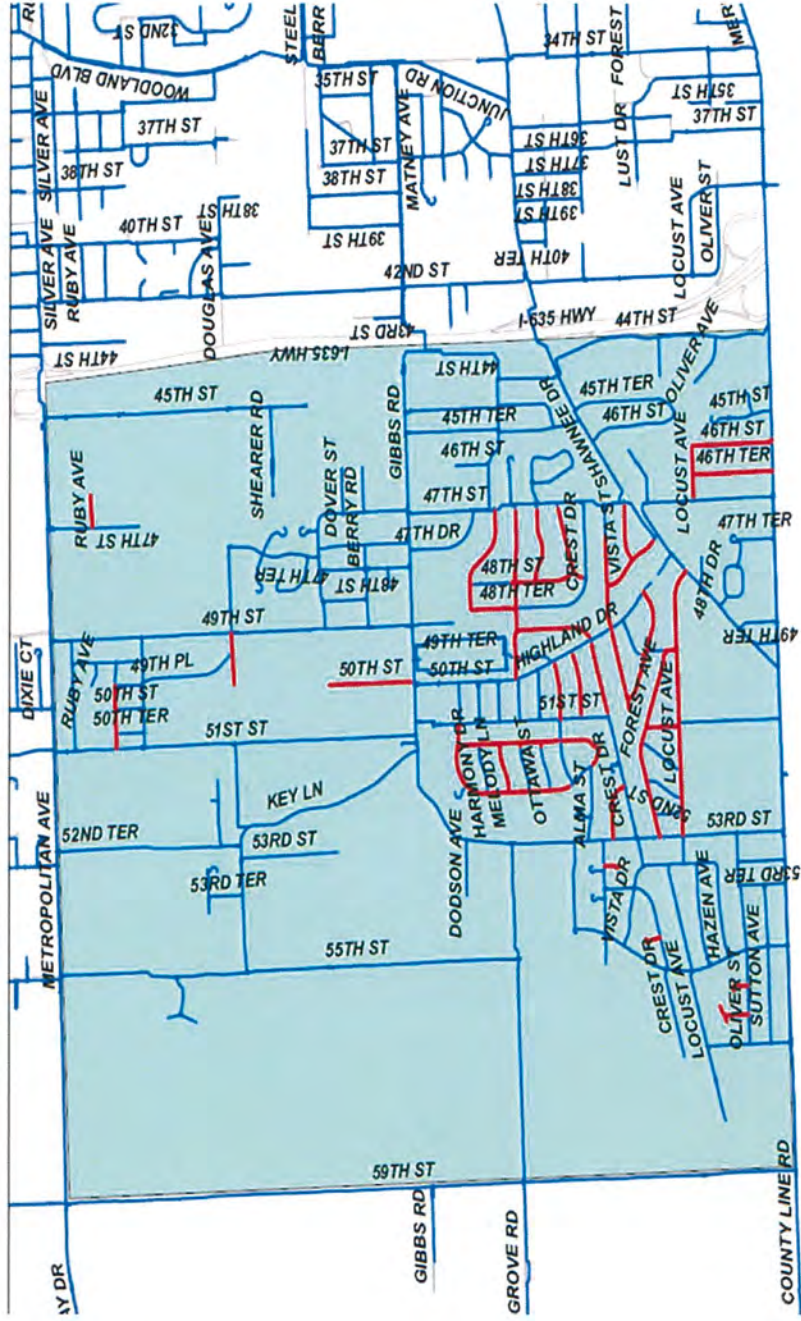 32ND ST
STEEL
BERR
34TH ST
FOREST
MER
WOODLAND BLVD
SILVER AVE
37TH ST
38TH ST
35TH ST
37TH ST
38TH ST
MATNEY AVE
JUNCTION RD
36TH ST
37TH ST
38TH ST
39TH ST
LUST DR
35TH ST
37TH ST
SILVER AVE
RUBY AVE
40TH ST
38TH ST
DOUGLAS AVE
39TH ST
42ND ST
40TH TER
LOCUST AVE
OLIVER ST
44TH ST
I-635 HWY
43RD ST
I-635 HWY
44TH ST
45TH ST
SHEARER RD
GIBBS RD
44TH ST
45TH TER
46TH ST
SHAWNEE DR
45TH TER
46TH ST
OLIVER AVE
45TH ST
46TH ST
46TH TER
LOCUST AVE
RUBY AVE
47TH ST
DOVER ST
BERRY RD
47TH ST
47TH DR
47TH TER
48TH ST
48TH ST
48TH TER
CREST DR
VISTA ST
47TH TER
48TH DR
49TH TER
DIXIE CT
RUBY AVE
49TH ST
49TH PL
50TH ST
50TH TER
50TH ST
49TH TER
50TH ST
HIGHLAND DR
51ST ST
51ST ST
FOREST AVE
LOCUST AVE
METROPOLITAN AVE
52ND TER
KEY LN
53RD ST
53RD TER
HARMONY DR
MELODY LN
OTTAWA ST
ALMA ST
CREST DR
52ND ST
53RD ST
DODSON AVE
VISTA DR
HAZEN AVE
53RD TER
55TH ST
CREST DR
LOCUST AVE
OLIVER ST
SUTTON AVE
59TH ST
AY DR
GIBBS RD
GROVE RD
COUNTY LINE RD